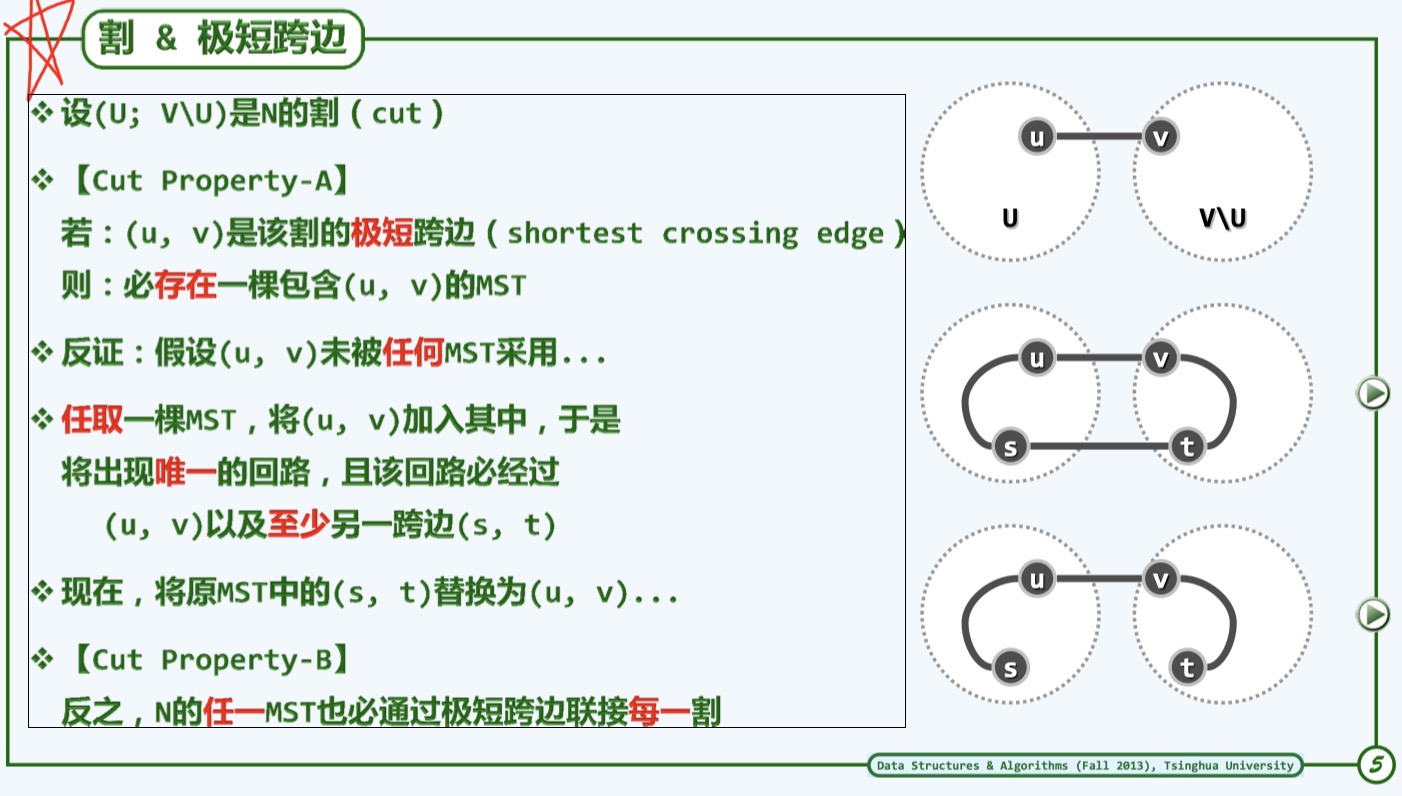 割 & 极短跨边
❖ 设(U; V\U)是N的割(cut)
❖ 【Cut Property-A】
若:(u, v)是该割的极短跨边(shortest crossing edge)
则:必存在一棵包含(u, v)的MST
❖ 反证:假设(u, v)未被任何MST采用...
❖ 任取一棵MST,将(u, v)加入其中,于是
将出现唯一的回路,且该回路必经过
(u, v)以及至少另一跨边(s, t)
❖ 现在,将原MST中的(s, t)替换为(u, v)...
❖ 【Cut Property-B】
反之,N的任一MST也必通过极短跨边联接每一割
u v
U V\U
u v
s t
u v
s t
Data Structures & Algorithms (Fall 2013), Tsinghua University
5